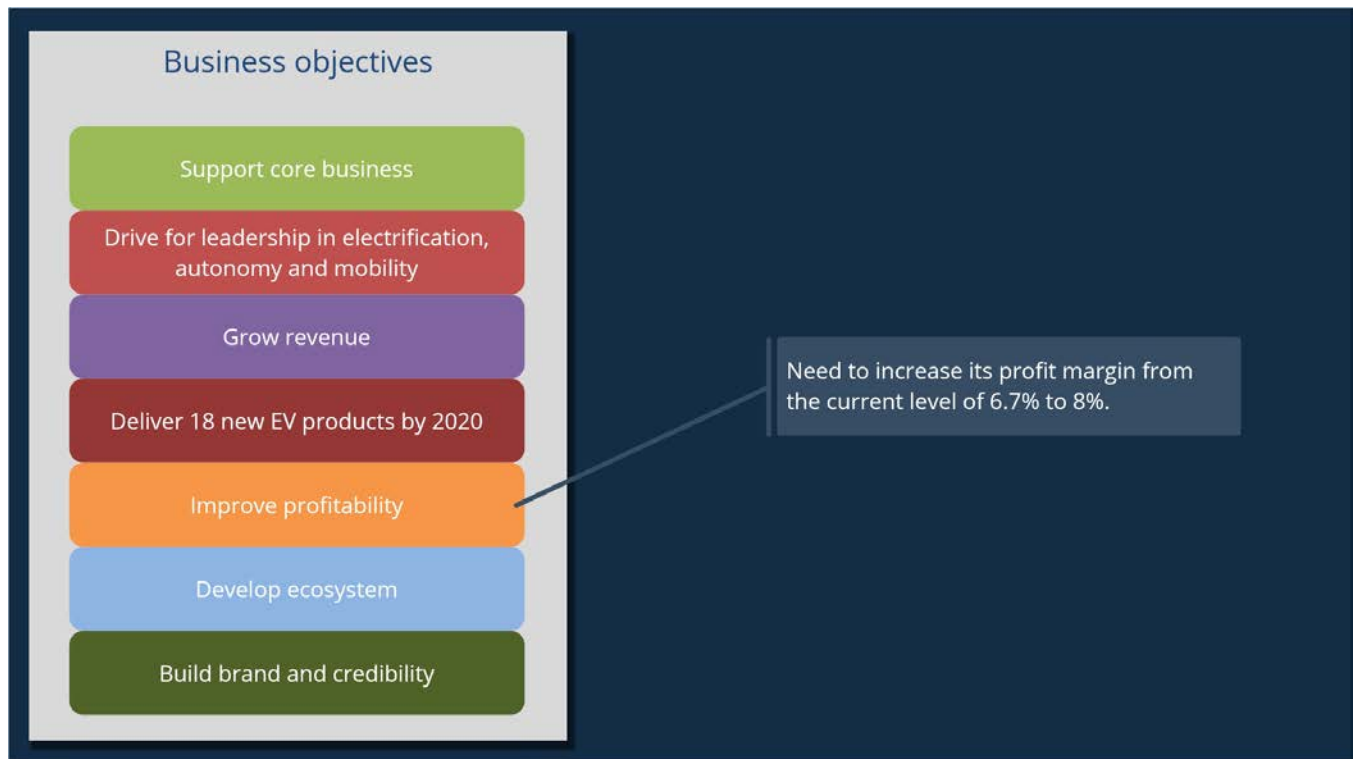 Business objectives
Support core business
Drive for leadership in electrification,
autonomy and mobility
Grow revenue
Deliver 18 new EV products by 2020
Improve profitability
Develop ecosystem
Build brand and credibility
Need to increase its profit margin from
the current level of 6.7% to 8%.